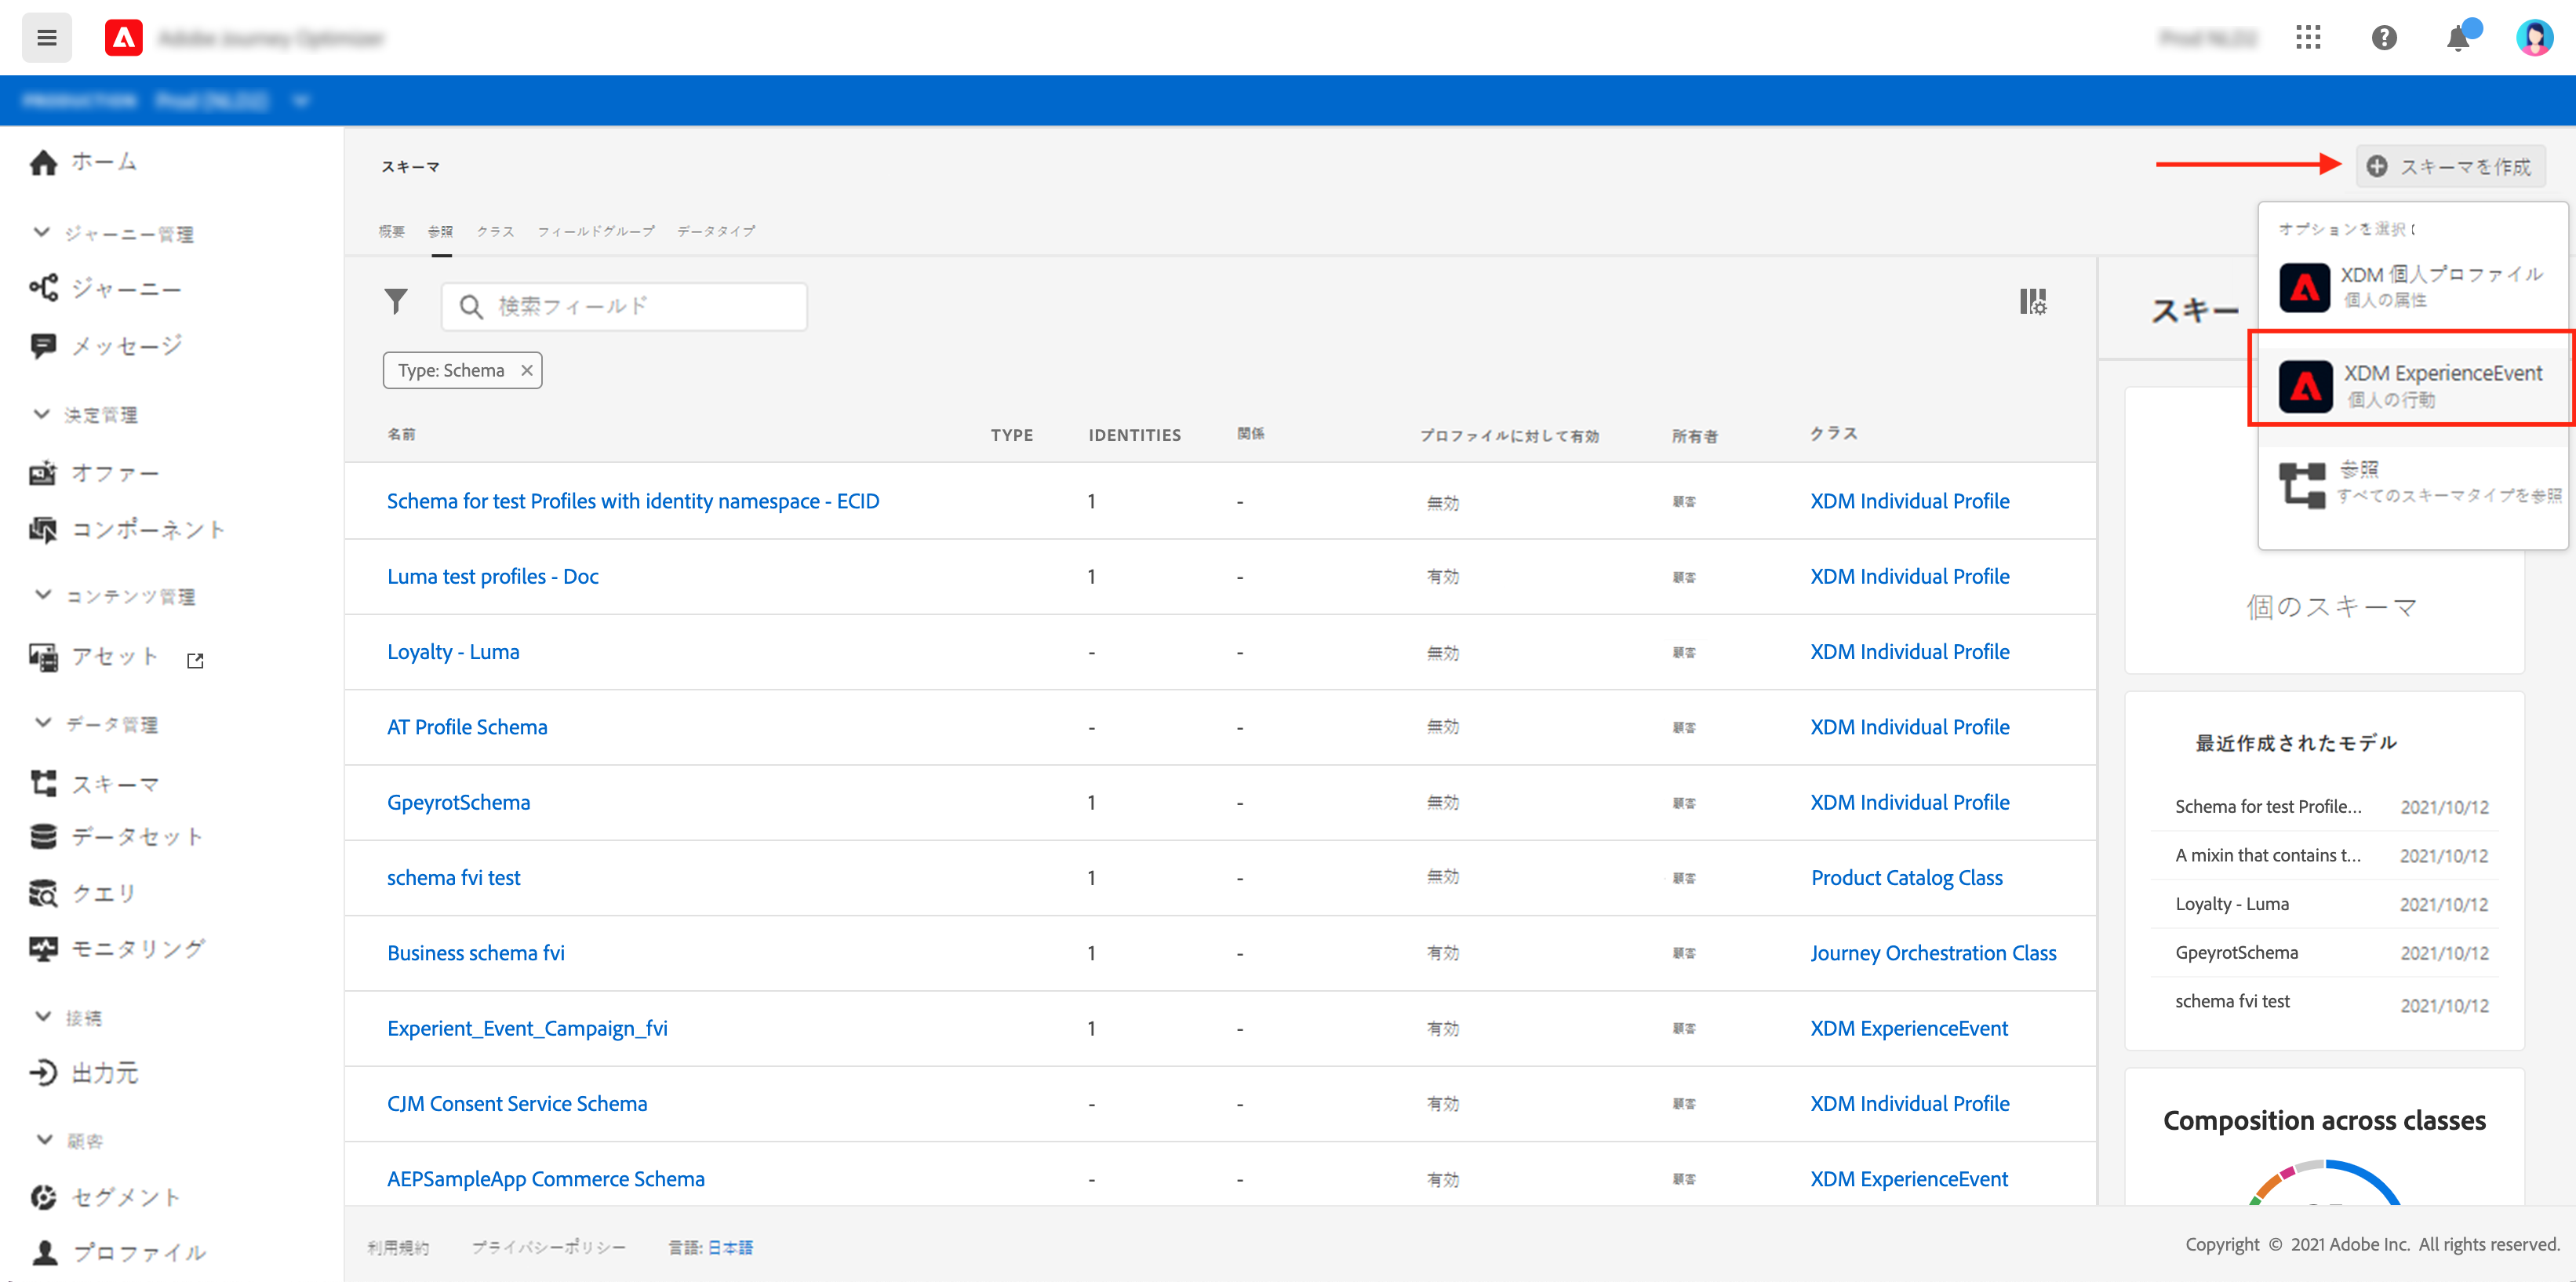 Adobe Journey Optimizer
ホーム
ジャーニー管理
ジャーニー
メッセージ
決定管理
オファー
コンポーネント
コンテンツ管理
アセット
データ管理
スキーマ
データセット
クエリ
モニタリング
接続
出力元
顧客
セグメント
プロファイル
スキーマ
スキーマを作成
概要 参照 クラス フィールドグループ データタイプ
検索フィールド
Type: Schema ×
名前 TYPE IDENTITIES 関係 プロファイルに対して有効 所有者 クラス
Schema for test Profiles with identity namespace - ECID 1 - 無効 顧客 XDM Individual Profile
Luma test profiles - Doc 1 - 有効 顧客 XDM Individual Profile
Loyalty - Luma - - 無効 顧客 XDM Individual Profile
AT Profile Schema - - 無効 顧客 XDM Individual Profile
GpeyrotSchema 1 - 無効 顧客 XDM Individual Profile
schema fvi test 1 - 無効 顧客 Product Catalog Class
Business schema fvi 1 - 有効 顧客 Journey Orchestration Class
Experient_Event_Campaign_fvi 1 - 有効 顧客 XDM ExperienceEvent
CJM Consent Service Schema - - 有効 顧客 XDM Individual Profile
AEPSampleApp Commerce Schema - - 有効 顧客 XDM ExperienceEvent
オプションを選択
XDM 個人プロファイル
個人の属性
XDM ExperienceEvent
個人の行動
参照
すべてのスキーマタイプを参照
スキー
個のスキーマ
最近作成されたモデル
Schema for test Profile... 2021/10/12
A mixin that contains t... 2021/10/12
Loyalty - Luma 2021/10/12
GpeyrotSchema 2021/10/12
schema fvi test 2021/10/12
Composition across classes
利用規約 プライバシーポリシー 言語: 日本語
Copyright © 2021 Adobe Inc. All rights reserved.